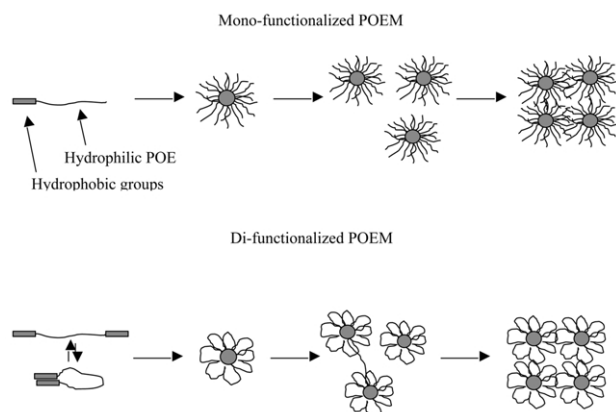 Mono-functionalized POEM
Hydrophilic POE
Hydrophobic groups
Di-functionalized POEM